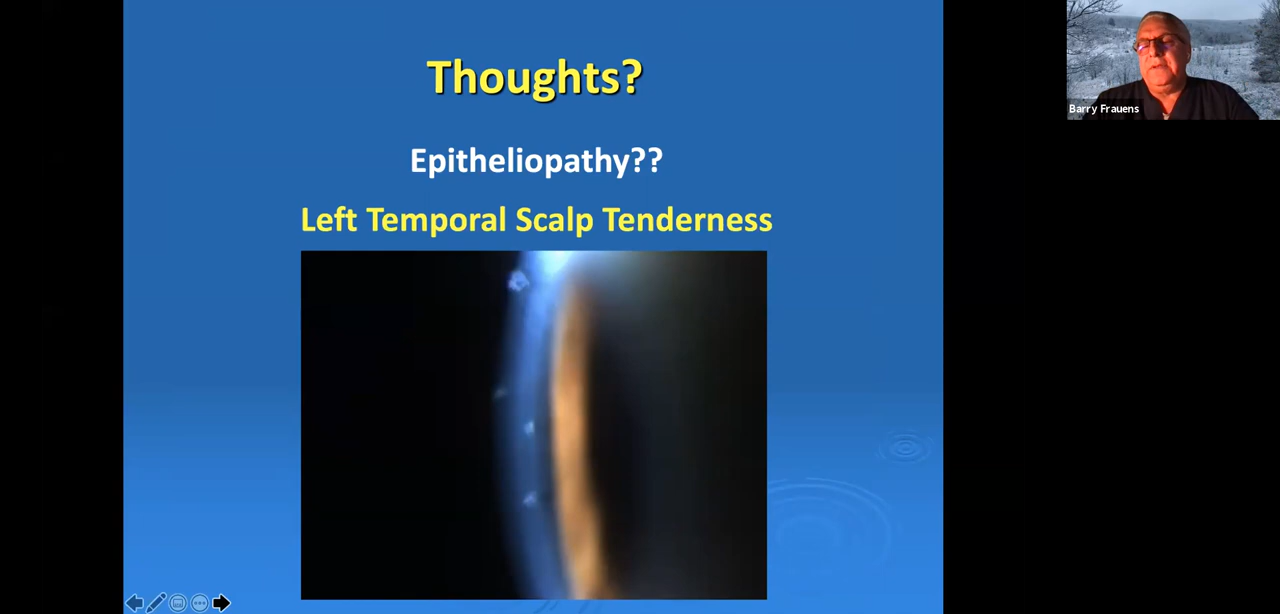 Thoughts?
Epitheliopathy??
Left Temporal Scalp Tenderness
Barry Frauens